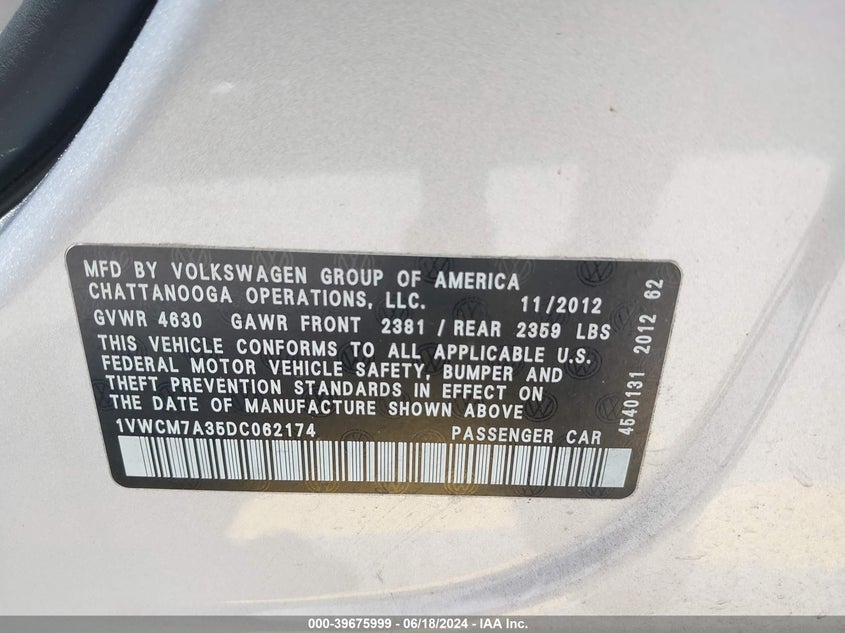 MFD BY VOLKSWAGEN GROUP OF AMERICA
CHATTANOOGA OPERATIONS, LLC. 11/2012
GVWR 4630 GAWR FRONT 2381 / REAR 2359 LBS
THIS VEHICLE CONFORMS TO ALL APPLICABLE U.S.
FEDERAL MOTOR VEHICLE SAFETY, BUMPER AND
THEFT PREVENTION STANDARDS IN EFFECT ON
THE DATE OF MANUFACTURE SHOWN ABOVE
1VWCM7A35DC062174 PASSENGER CAR
4540131 2012 62
000-39675999 - 06/18/2024 - IAA Inc.